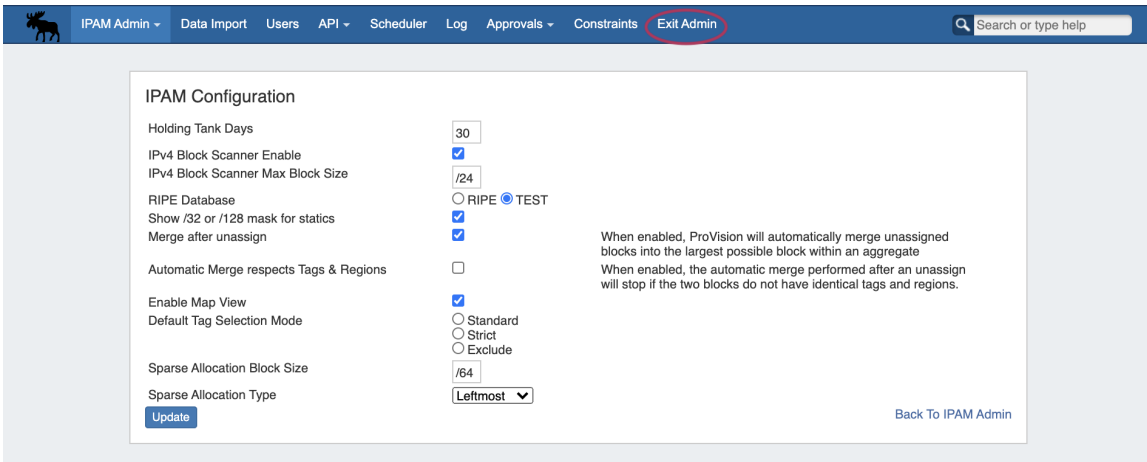 IPAM Admin Data Import Users API Scheduler Log Approvals Constraints Exit Admin Search or type help
IPAM Configuration
Holding Tank Days 30
IPv4 Block Scanner Enable
IPv4 Block Scanner Max Block Size /24
RIPE Database RIPE TEST
Show /32 or /128 mask for statics
Merge after unassign When enabled, ProVision will automatically merge unassigned
blocks into the largest possible block within an aggregate
Automatic Merge respects Tags & Regions When enabled, the automatic merge performed after an unassign
will stop if the two blocks do not have identical tags and regions.
Enable Map View
Default Tag Selection Mode Standard
Strict
Exclude
Sparse Allocation Block Size /64
Sparse Allocation Type Leftmost
Update Back To IPAM Admin